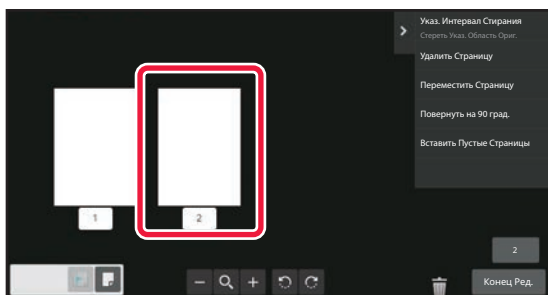 Указ. Интервал Стирания
Стереть Указ. Область Ориг.
Удалить Страницу
Переместить Страницу
Повернуть на 90 град.
Вставить Пустые Страницы
1
2
2
Конец Ред.